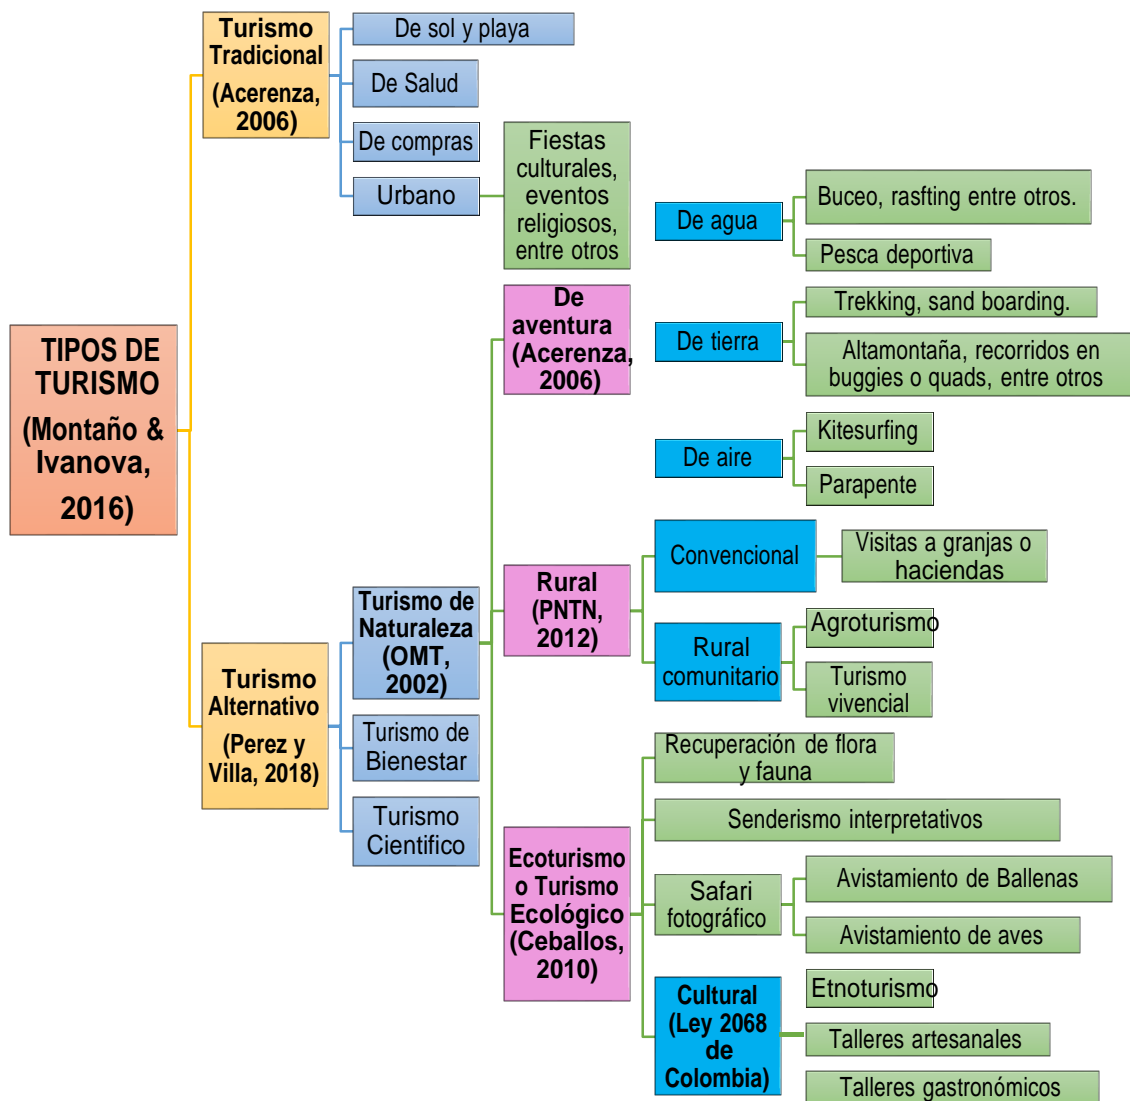 TIPOS DE
TURISMO
(Montaño &
Ivanova,
2016)
Turismo
Tradicional
(Acerenza,
2006)
De sol y playa
De Salud
De compras
Urbano
Fiestas
culturales,
eventos
religiosos,
entre otros
Turismo
Alternativo
(Perez y
Villa, 2018)
Turismo de
Naturaleza
(OMT,
2002)
Turismo de
Bienestar
Turismo
Cientifico
De
aventura
(Acerenza,
2006)
De agua
Buceo, rasfting entre otros.
Pesca deportiva
De tierra
Trekking, sand boarding.
Altamontaña, recorridos en
buggies o quads, entre otros
De aire
Kitesurfing
Parapente
Rural
(PNTN,
2012)
Convencional
Visitas a granjas o
haciendas
Rural
comunitario
Agroturismo
Turismo
vivencial
Ecoturismo
o Turismo
Ecológico
(Ceballos,
2010)
Recuperación de flora
y fauna
Senderismo interpretativos
Safari
fotográfico
Avistamiento de Ballenas
Avistamiento de aves
Cultural
(Ley 2068
de
Colombia)
Etnoturismo
Talleres artesanales
Talleres gastronómicos